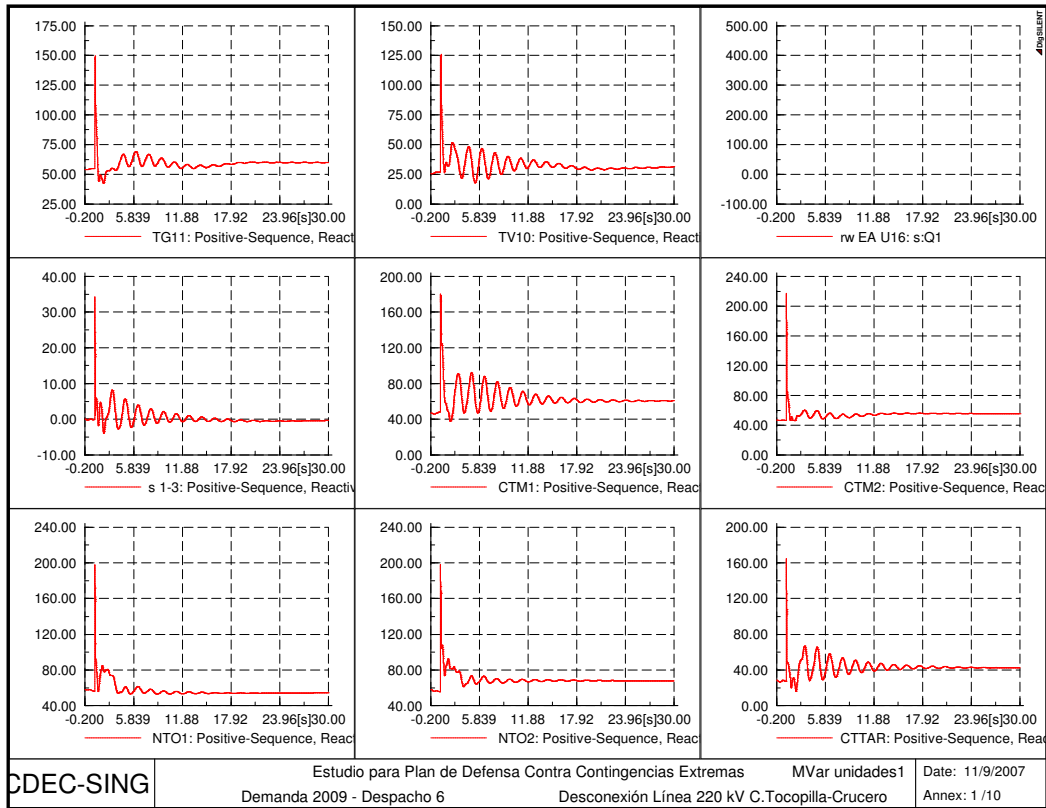 DIgSILENT
175.00
150.00
125.00
100.00
75.00
50.00
25.00
-0.200 5.839 11.88 17.92 23.96[s]30.00
TG11: Positive-Sequence, React
150.00
125.00
100.00
75.00
50.00
25.00
0.00
-0.200 5.839 11.88 17.92 23.96[s]30.00
TV10: Positive-Sequence, React
500.00
400.00
300.00
200.00
100.00
0.00
-100.00
-0.200 5.839 11.88 17.92 23.96[s]30.00
rw EA U16: s:Q1
40.00
30.00
20.00
10.00
0.00
-10.00
-0.200 5.839 11.88 17.92 23.96[s]30.00
s 1-3: Positive-Sequence, Reactiv
200.00
160.00
120.00
80.00
40.00
0.00
-0.200 5.839 11.88 17.92 23.96[s]30.00
CTM1: Positive-Sequence, React
240.00
200.00
160.00
120.00
80.00
40.00
0.00
-0.200 5.839 11.88 17.92 23.96[s]30.00
CTM2: Positive-Sequence, Reac
240.00
200.00
160.00
120.00
80.00
40.00
-0.200 5.839 11.88 17.92 23.96[s]30.00
NTO1: Positive-Sequence, React
240.00
200.00
160.00
120.00
80.00
40.00
-0.200 5.839 11.88 17.92 23.96[s]30.00
NTO2: Positive-Sequence, React
200.00
160.00
120.00
80.00
40.00
0.00
-0.200 5.839 11.88 17.92 23.96[s]30.00
CTTAR: Positive-Sequence, Reac
CDEC-SING
Estudio para Plan de Defensa Contra Contingencias Extremas MVar unidades1
Demanda 2009 - Despacho 6 Desconexión Línea 220 kV C.Tocopilla-Crucero
Date: 11/9/2007
Annex: 1 /10